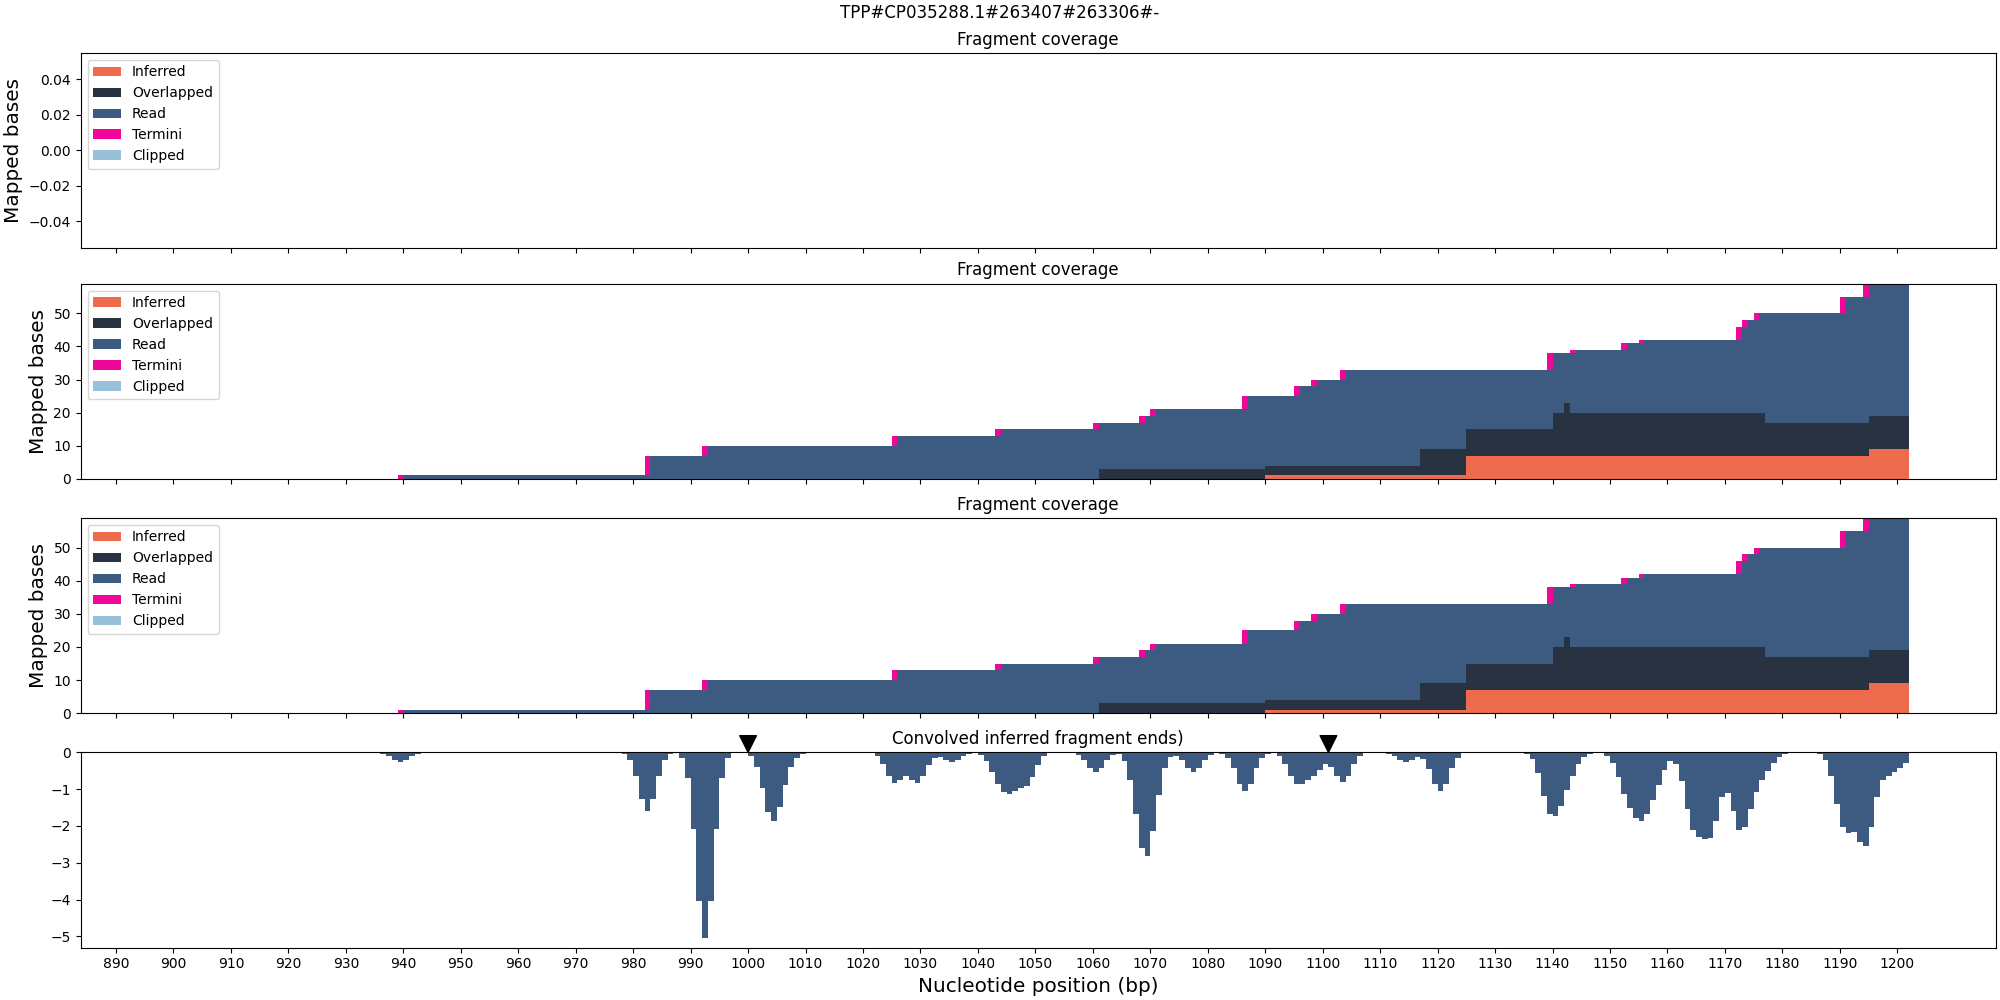 TPP#CP035288.1#263407#263306#-
Fragment coverage
Mapped bases
0.04
0.02
0.00
−0.02
−0.04
Inferred
Overlapped
Read
Termini
Clipped
Fragment coverage
Mapped bases
50
40
30
20
10
0
Inferred
Overlapped
Read
Termini
Clipped
Fragment coverage
Mapped bases
50
40
30
20
10
0
Inferred
Overlapped
Read
Termini
Clipped
Convolved inferred fragment ends)
0
−1
−2
−3
−4
−5
890 900 910 920 930 940 950 960 970 980 990 1000 1010 1020 1030 1040 1050 1060 1070 1080 1090 1100 1110 1120 1130 1140 1150 1160 1170 1180 1190 1200
Nucleotide position (bp)